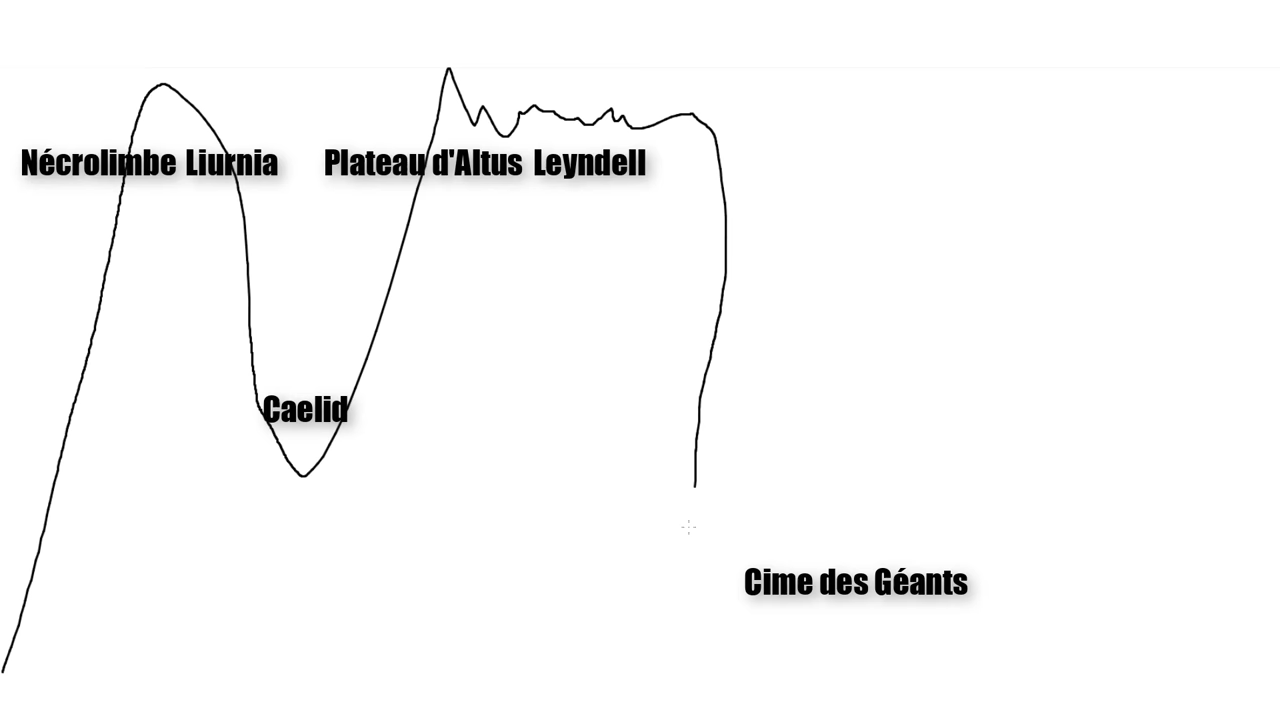 Nécrolimbe Liurnia
Plateau d'Altus Leyndell
Caelid
Cime des Géants